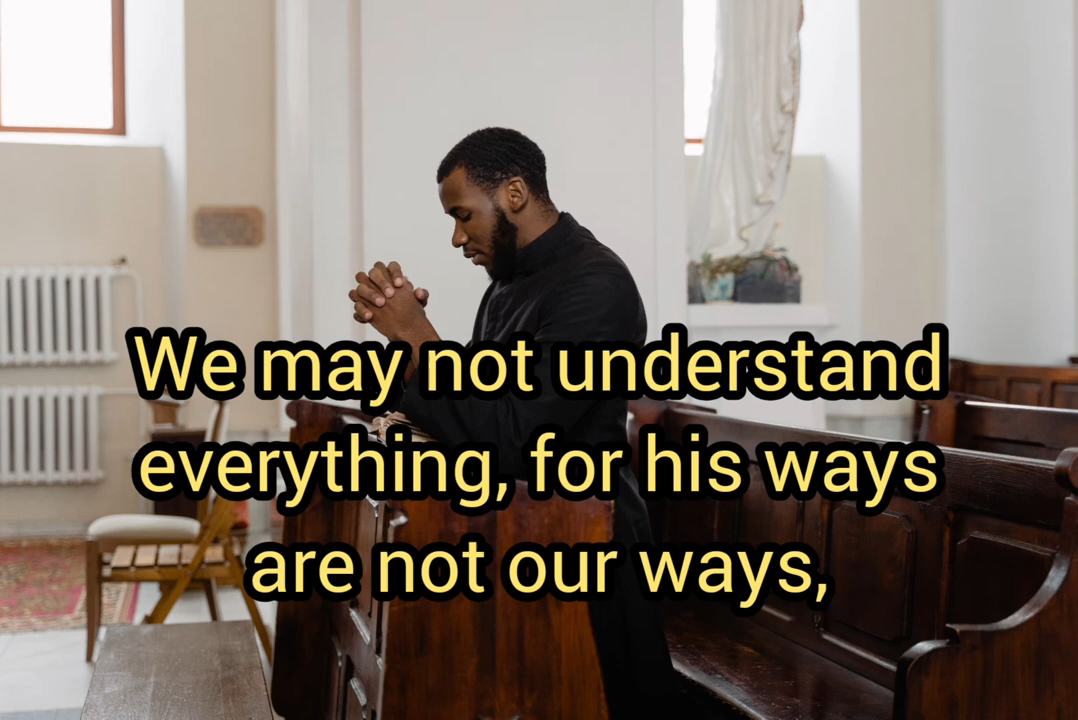 We may not understand
everything, for his ways
are not our ways,